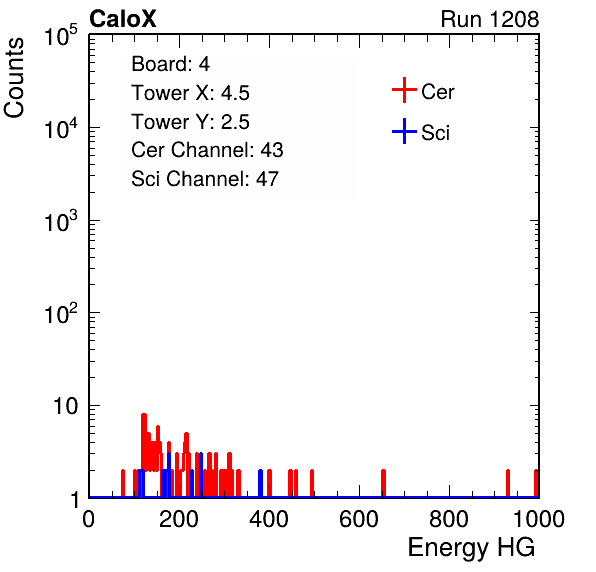 CaloX Run 1208
Counts
Board: 4
Tower X: 4.5
Tower Y: 2.5
Cer Channel: 43
Sci Channel: 47
Cer
Sci
10^5
10^4
10^3
10^2
10
1
0 200 400 600 800 1000
Energy HG